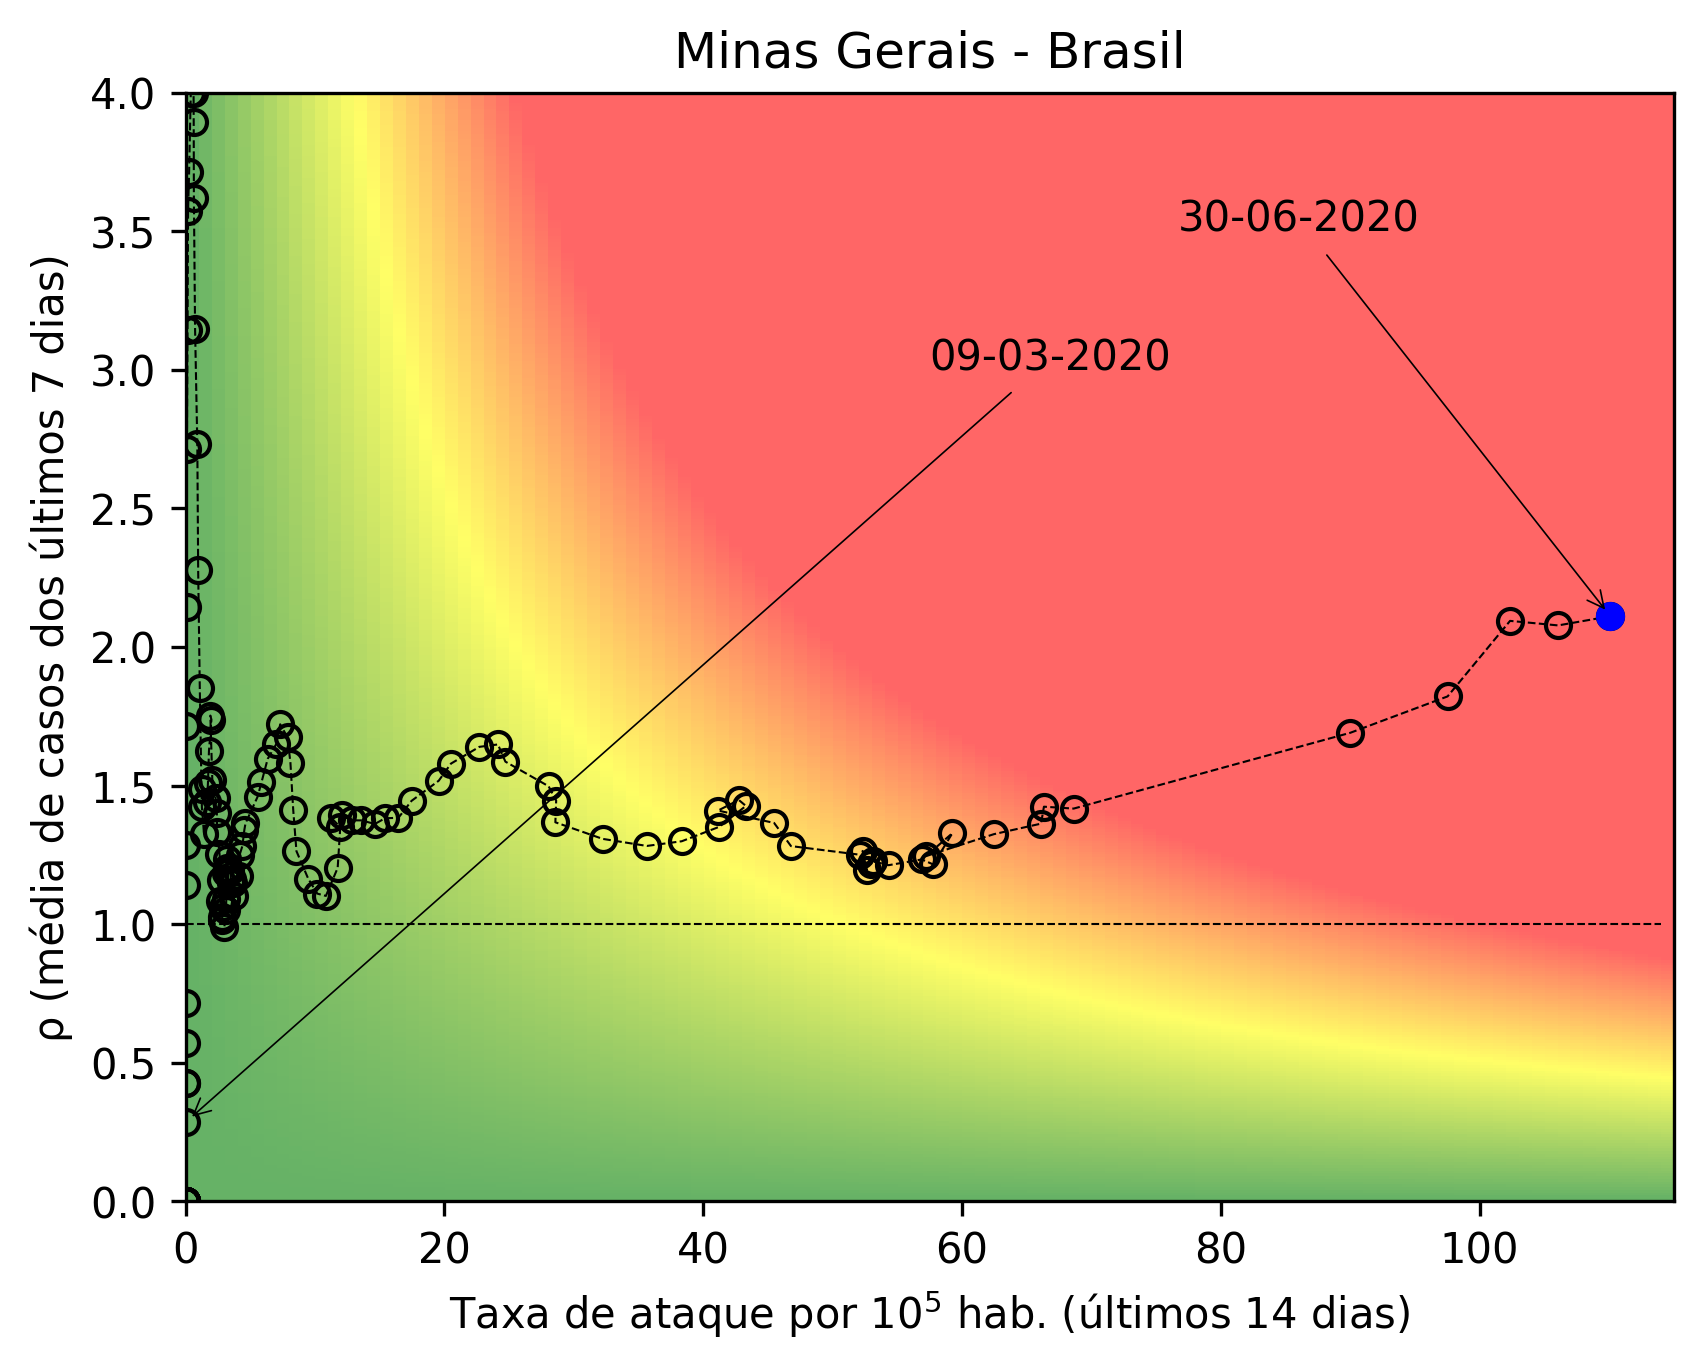 Minas Gerais - Brasil
4.0
3.5
3.0
2.5
2.0
1.5
1.0
0.5
0.0
ρ (média de casos dos últimos 7 dias)
30-06-2020
09-03-2020
0 20 40 60 80 100
Taxa de ataque por 10⁵ hab. (últimos 14 dias)